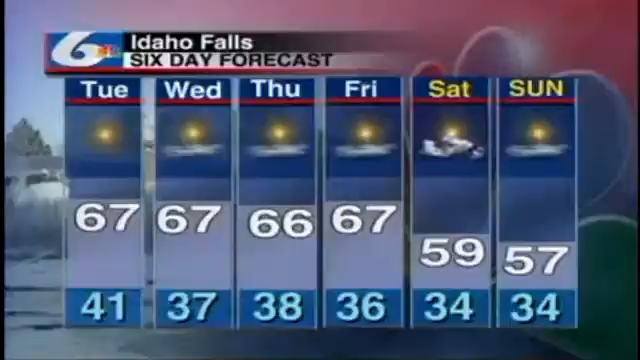 6
Idaho Falls
SIX DAY FORECAST
Tue Wed Thu Fri Sat SUN
67 67 66 67 59 57
41 37 38 36 34 34